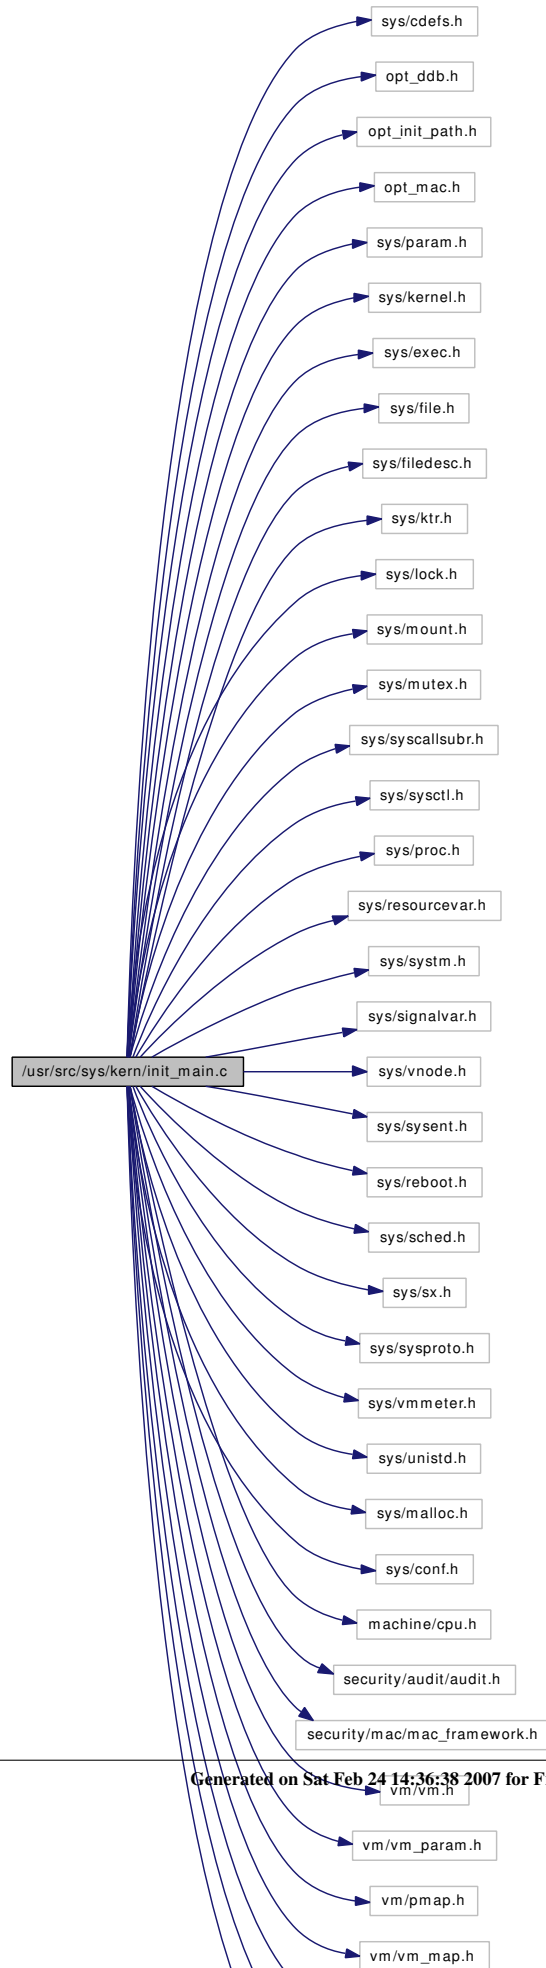 sys/cdefs.h
opt_ddb.h
opt_init_path.h
opt_mac.h
sys/param.h
sys/kernel.h
sys/exec.h
sys/file.h
sys/filedesc.h
sys/ktr.h
sys/lock.h
sys/mount.h
sys/mutex.h
sys/syscallsubr.h
sys/sysctl.h
sys/proc.h
sys/resourcevar.h
sys/systm.h
sys/signalvar.h
/usr/src/sys/kern/init_main.c
sys/vnode.h
sys/sysent.h
sys/reboot.h
sys/sched.h
sys/sx.h
sys/sysproto.h
sys/vmmeter.h
sys/unistd.h
sys/malloc.h
sys/conf.h
machine/cpu.h
security/audit/audit.h
security/mac/mac_framework.h
Generated on Sat Feb 24 14:36:38 2007 for F
vm/vm.h
vm/vm_param.h
vm/pmap.h
vm/vm_map.h